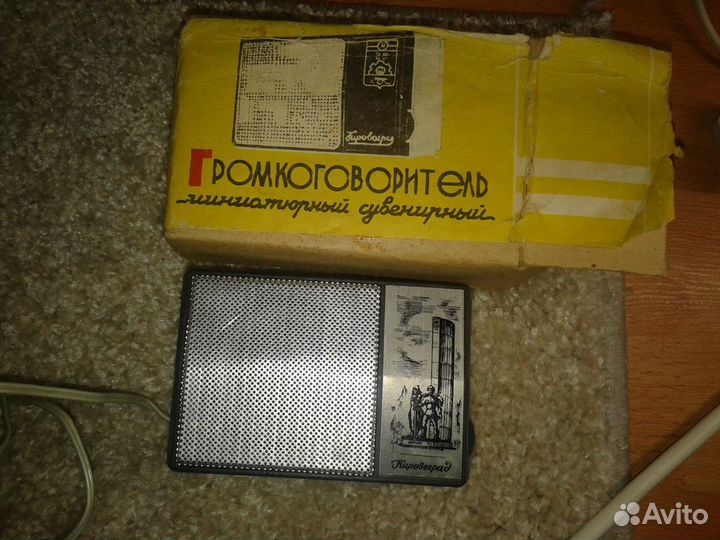 Кировоград
Громкоговоритель
миниатюрный сувенирный
Кировоград
Avito